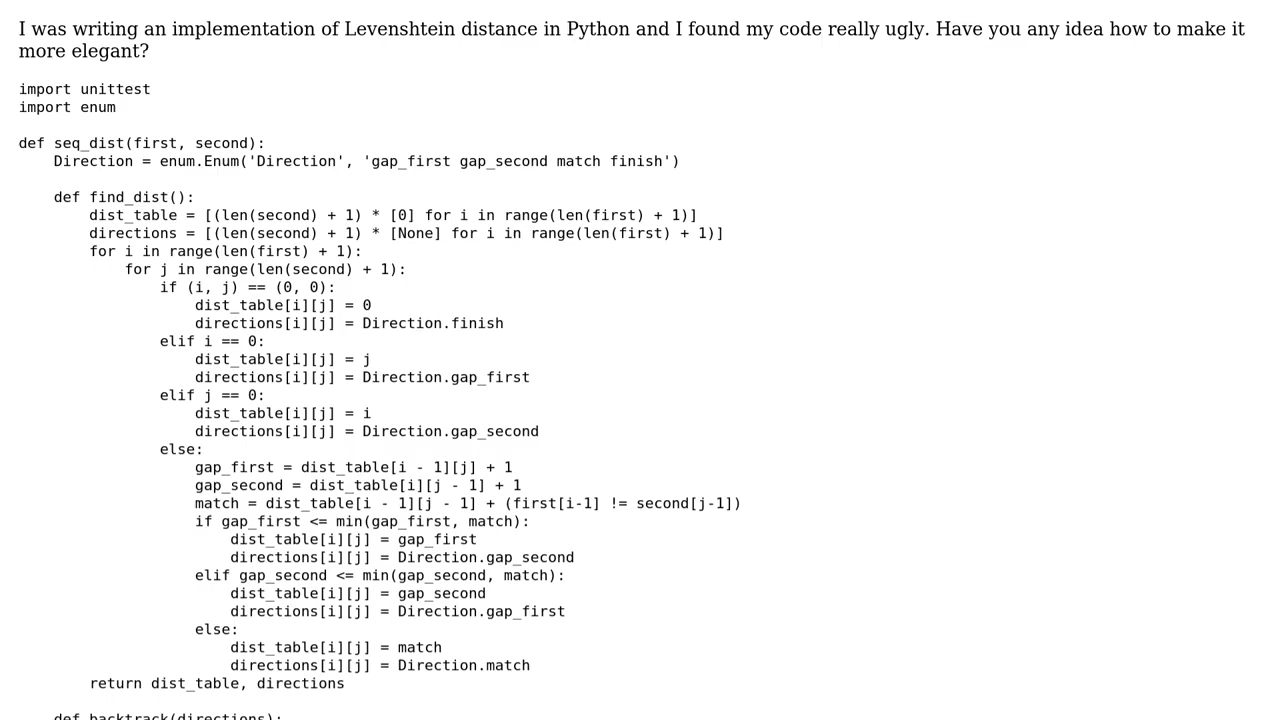 I was writing an implementation of Levenshtein distance in Python and I found my code really ugly. Have you any idea how to make it
more elegant?
import unittest
import enum
def seq_dist(first, second):
    Direction = enum.Enum('Direction', 'gap_first gap_second match finish')
    def find_dist():
        dist_table = [(len(second) + 1) * [0] for i in range(len(first) + 1)]
        directions = [(len(second) + 1) * [None] for i in range(len(first) + 1)]
        for i in range(len(first) + 1):
            for j in range(len(second) + 1):
                if (i, j) == (0, 0):
                    dist_table[i][j] = 0
                    directions[i][j] = Direction.finish
                elif i == 0:
                    dist_table[i][j] = j
                    directions[i][j] = Direction.gap_first
                elif j == 0:
                    dist_table[i][j] = i
                    directions[i][j] = Direction.gap_second
                else:
                    gap_first = dist_table[i - 1][j] + 1
                    gap_second = dist_table[i][j - 1] + 1
                    match = dist_table[i - 1][j - 1] + (first[i-1] != second[j-1])
                    if gap_first <= min(gap_first, match):
                        dist_table[i][j] = gap_first
                        directions[i][j] = Direction.gap_second
                    elif gap_second <= min(gap_second, match):
                        dist_table[i][j] = gap_second
                        directions[i][j] = Direction.gap_first
                    else:
                        dist_table[i][j] = match
                        directions[i][j] = Direction.match
        return dist_table, directions
    def backtrack(directions):